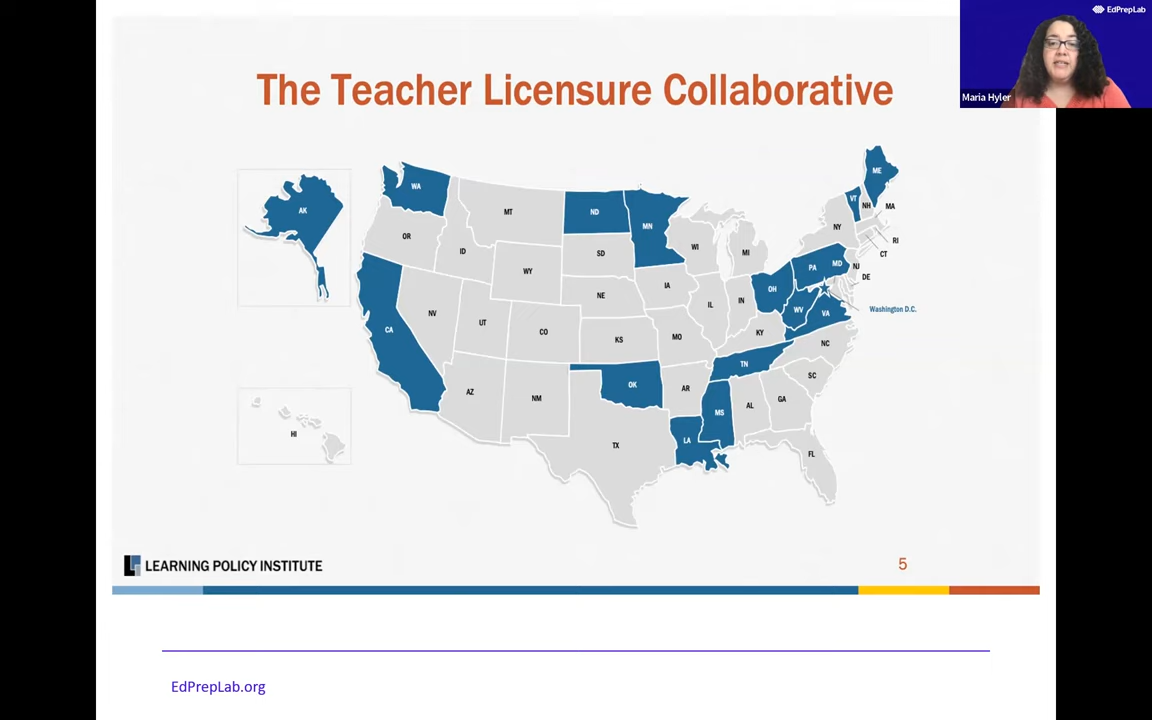 EdPrepLab
Maria Hyler
The Teacher Licensure Collaborative
AK
HI
WA
OR
CA
NV
ID
MT
WY
UT
AZ
CO
NM
ND
SD
NE
KS
OK
TX
MN
IA
MO
AR
LA
WI
IL
MS
MI
IN
KY
TN
AL
OH
WV
VA
NC
SC
GA
FL
PA
MD
NJ
DE
NY
CT
RI
MA
VT
NH
ME
Washington D.C.
LEARNING POLICY INSTITUTE
5
EdPrepLab.org